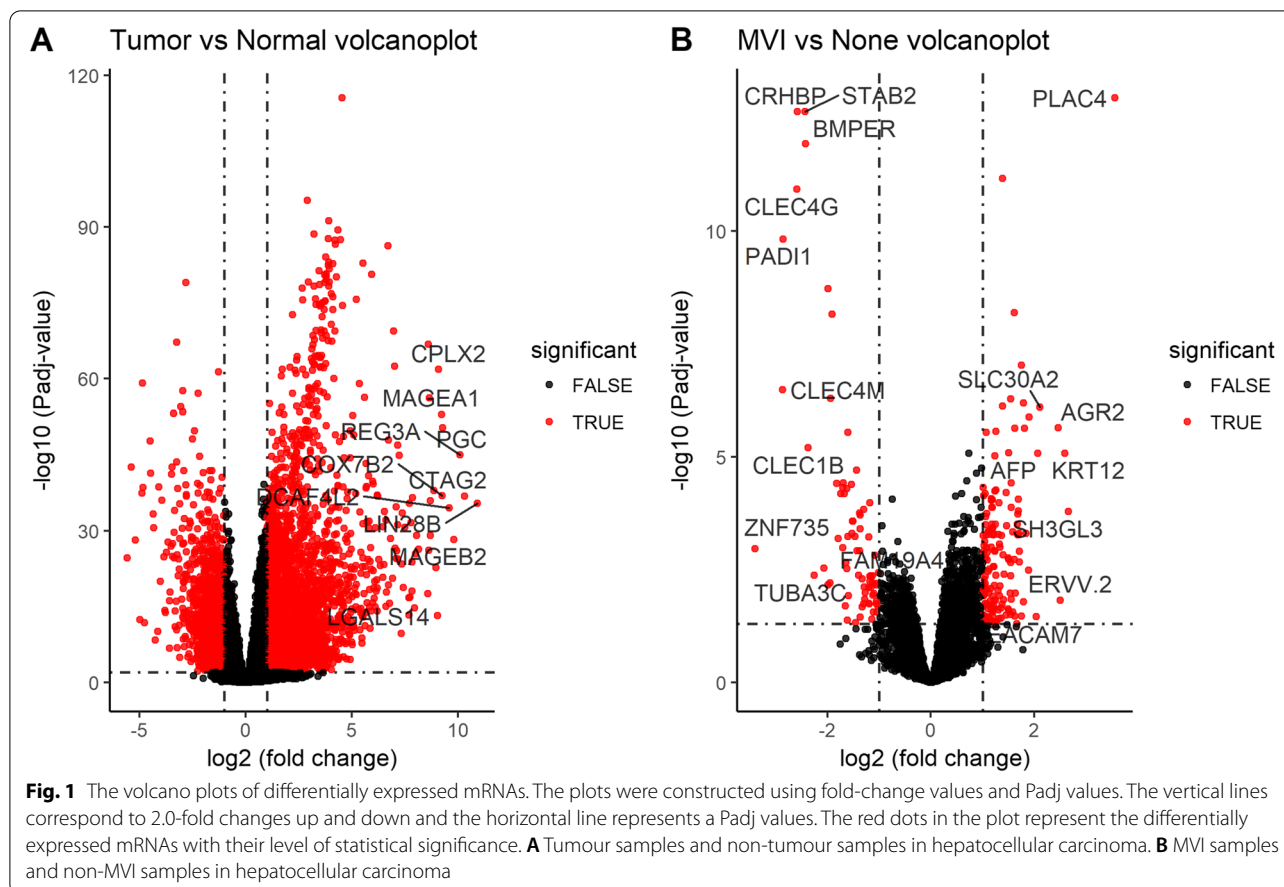 A Tumor vs Normal volcanoplot
120
90
60
30
0
-log10 (Padj-value)
-5 0 5 10
log2 (fold change)
CPLX2
MAGEA1
REG3A
PGC
COX7B2
CTAG2
DCAF4L2
LIN28B
MAGEB2
LGALS14
significant
FALSE
TRUE
B MVI vs None volcanoplot
10
5
0
-log10 (Padj-value)
-2 0 2
log2 (fold change)
CRHBP
STAB2
PLAC4
BMPER
CLEC4G
PADI1
SLC30A2
CLEC4M
AGR2
CLEC1B
AFP
KRT12
ZNF735
SH3GL3
FAM19A4
TUBA3C
ERVV.2
EACAM7
significant
FALSE
TRUE
Fig. 1 The volcano plots of differentially expressed mRNAs. The plots were constructed using fold-change values and Padj values. The vertical lines
correspond to 2.0-fold changes up and down and the horizontal line represents a Padj values. The red dots in the plot represent the differentially
expressed mRNAs with their level of statistical significance. A Tumour samples and non-tumour samples in hepatocellular carcinoma. B MVI samples
and non-MVI samples in hepatocellular carcinoma